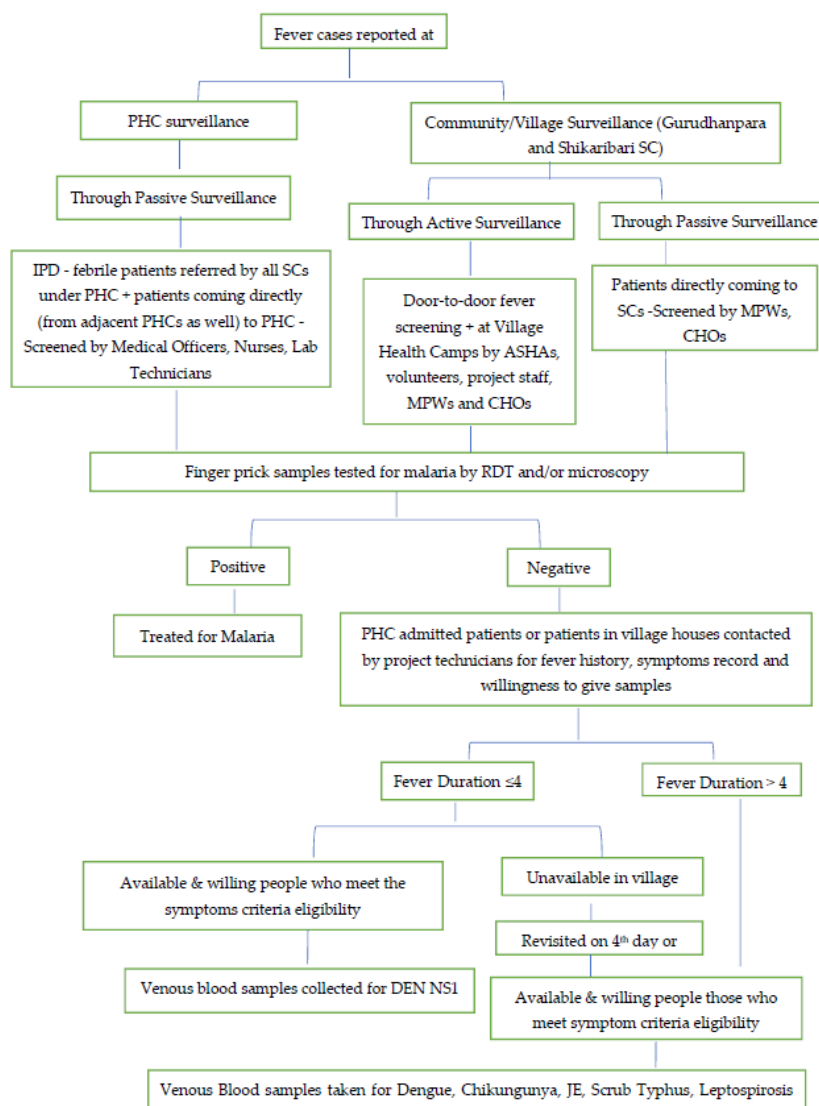 Fever cases reported at
PHC surveillance
Community/Village Surveillance (Gurudhanpara
and Shikaribari SC)
Through Passive Surveillance
Through Active Surveillance
Through Passive Surveillance
IPD - febrile patients referred by all SCs
under PHC + patients coming directly
(from adjacent PHCs as well) to PHC -
Screened by Medical Officers, Nurses, Lab
Technicians
Door-to-door fever
screening + at Village
Health Camps by ASHAs,
volunteers, project staff,
MPWs and CHOs
Patients directly coming to
SCs -Screened by MPWs,
CHOs
Finger prick samples tested for malaria by RDT and/or microscopy
Positive
Negative
Treated for Malaria
PHC admitted patients or patients in village houses contacted
by project technicians for fever history, symptoms record and
willingness to give samples
Fever Duration ≤4
Fever Duration > 4
Available & willing people who meet the
symptoms criteria eligibility
Unavailable in village
Revisited on 4th day or
Venous blood samples collected for DEN NS1
Available & willing people those who
meet symptom criteria eligibility
Venous Blood samples taken for Dengue, Chikungunya, JE, Scrub Typhus, Leptospirosis